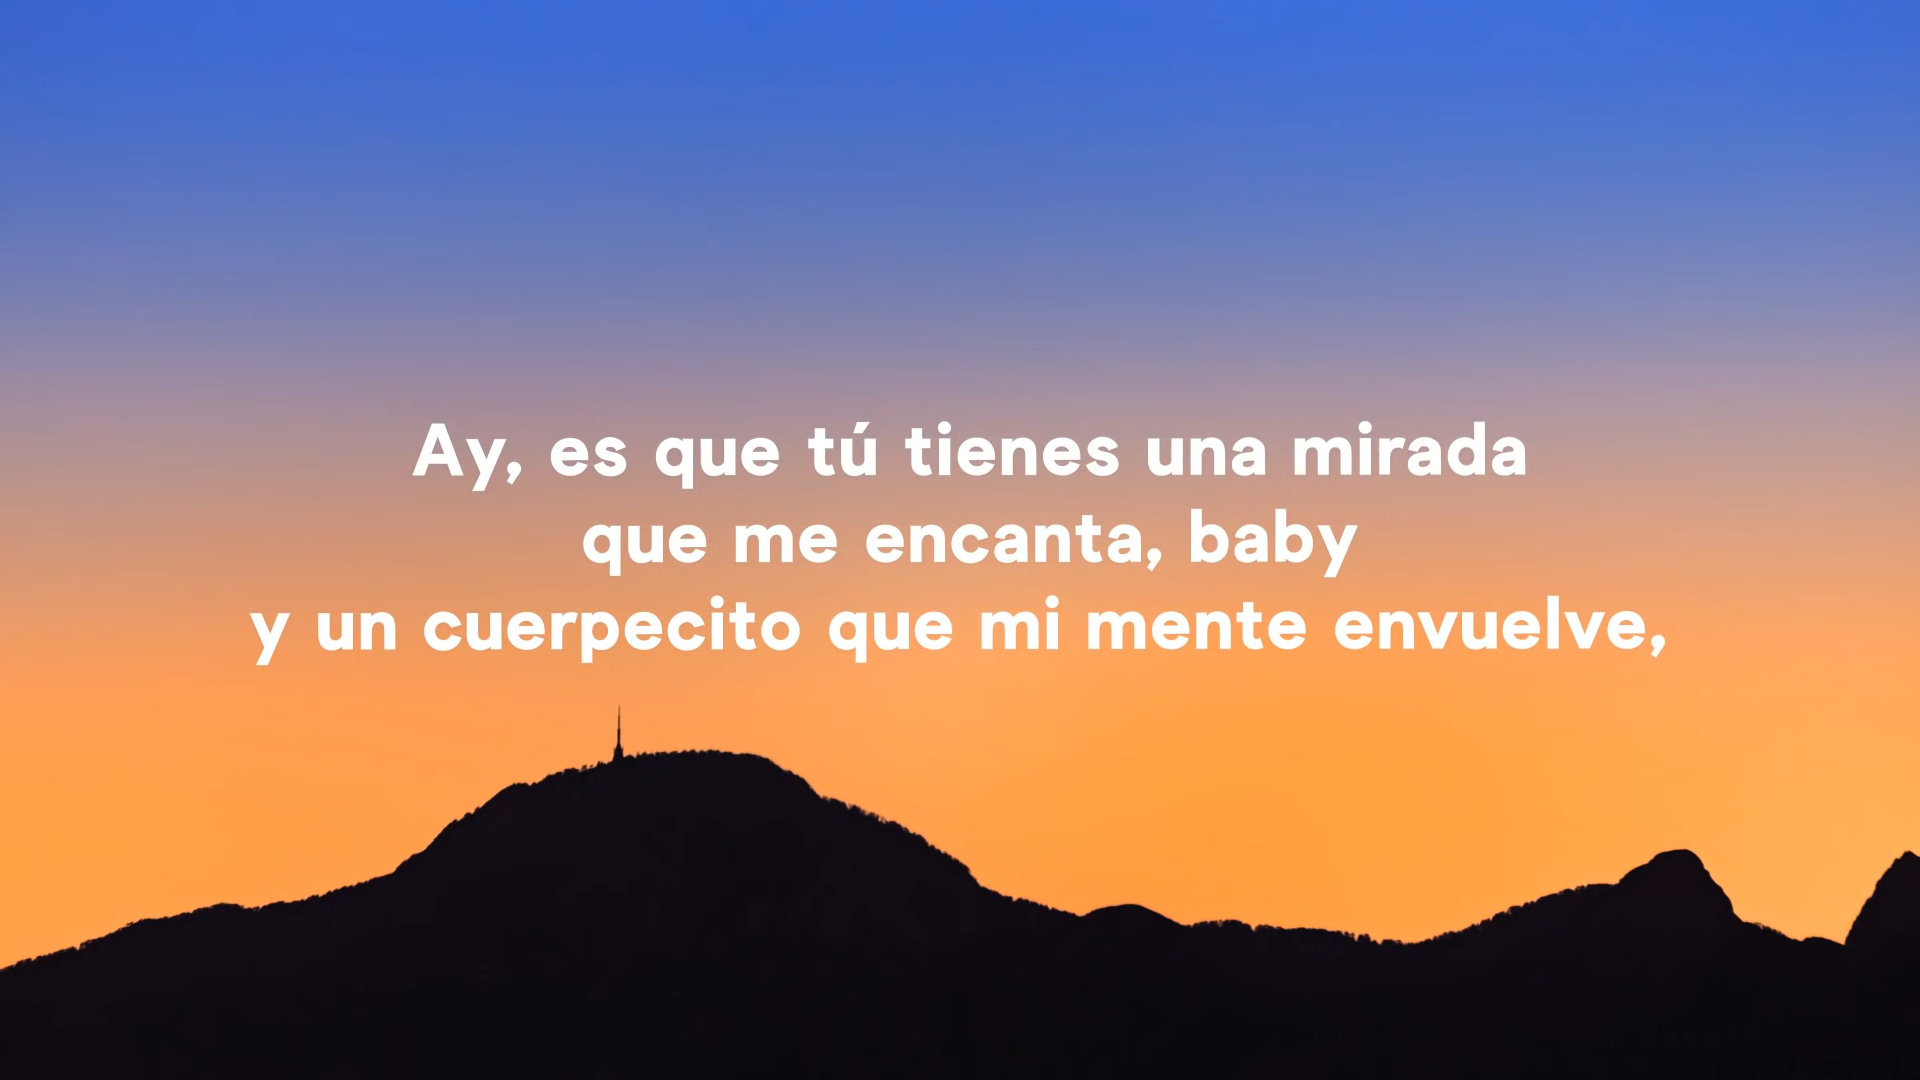 Ay, es que tú tienes una mirada
que me encanta, baby
y un cuerpecito que mi mente envuelve,